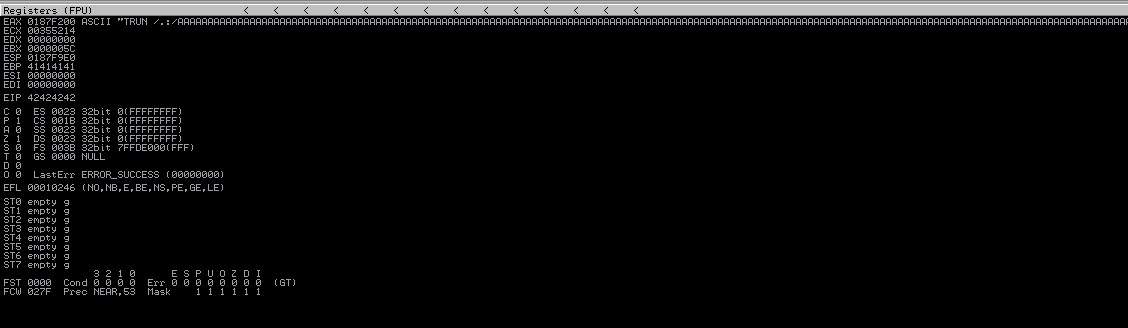 Registers (FPU) < < < < < < < < < < < < < <
EAX 0187F200 ASCII "TRUN /.:/AAAAAAAAAAAAAAAAAAAAAAAAAAAAAAAAAAAAAAAAAAAAAAAAAAAAAAAAAAAAAAAAAAAAAAAAAAAAAAAAAAAAAAAAAAAAAAAAAAAAAAAAAAAAAAAAAAAAAAAAAAAAAAAAAAAAAAAAAAAAAAAAAAAA
ECX 00355214
EDX 00000000
EBX 0000005C
ESP 0187F9E0
EBP 41414141
ESI 00000000
EDI 00000000
EIP 42424242
C 0 ES 0023 32bit 0(FFFFFFFF)
P 1 CS 001B 32bit 0(FFFFFFFF)
A 0 SS 0023 32bit 0(FFFFFFFF)
Z 1 DS 0023 32bit 0(FFFFFFFF)
S 0 FS 003B 32bit 7FFDE000(FFF)
T 0 GS 0000 NULL
D 0
O 0 LastErr ERROR_SUCCESS (00000000)
EFL 00010246 (NO,NB,E,BE,NS,PE,GE,LE)
ST0 empty g
ST1 empty g
ST2 empty g
ST3 empty g
ST4 empty g
ST5 empty g
ST6 empty g
ST7 empty g
3 2 1 0 E S P U O Z D I
FST 0000 Cond 0 0 0 0 Err 0 0 0 0 0 0 0 0 (GT)
FCW 027F Prec NEAR,53 Mask 1 1 1 1 1 1